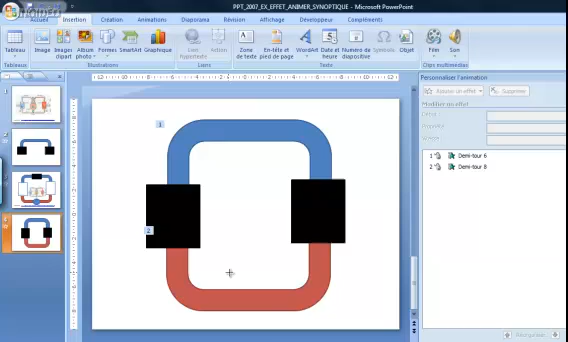 PPT_2007_EX_EFFET_ANIMER_SYNOPTIQUE - Microsoft PowerPoint
Accueil Insertion Création Animations Diaporama Révision Affichage Développeur Compléments
Tableau Image Images clipart Album photo Formes SmartArt Graphique Lien hypertexte Action Zone de texte En-tête et pied de page WordArt Date et heure Numéro de diapositive Symbole Objet Film Son
Tableaux Illustrations Liens Texte Clips multimédias
Personnaliser l'animation
Ajouter un effet Supprimer
Modifier un effet
1 Demi-tour 6
2 Demi-tour 8
1
2
1
2
3
4
Réorganiser